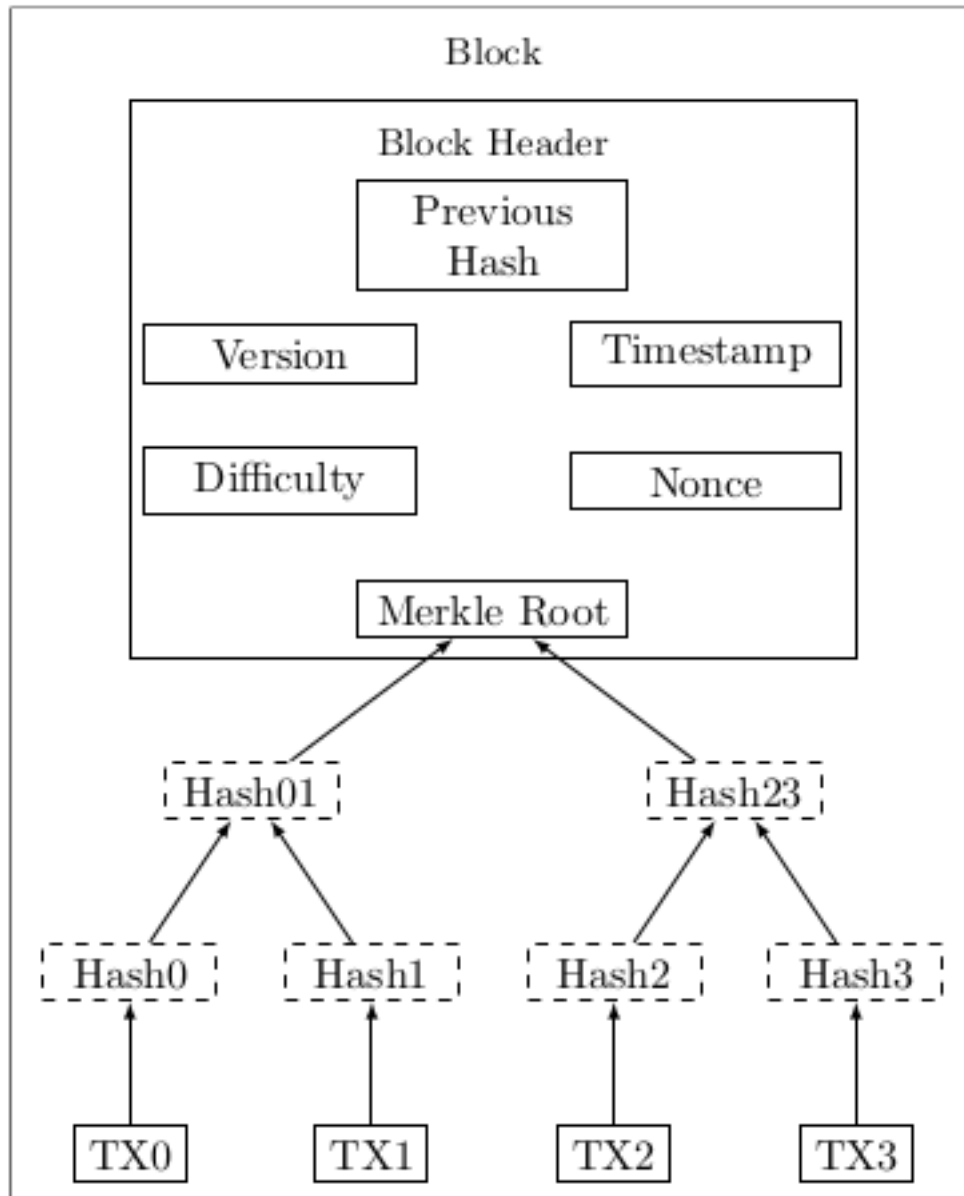 Block
Block Header
Previous
Hash
Version
Timestamp
Difficulty
Nonce
Merkle Root
Hash01
Hash23
Hash0
Hash1
Hash2
Hash3
TX0
TX1
TX2
TX3